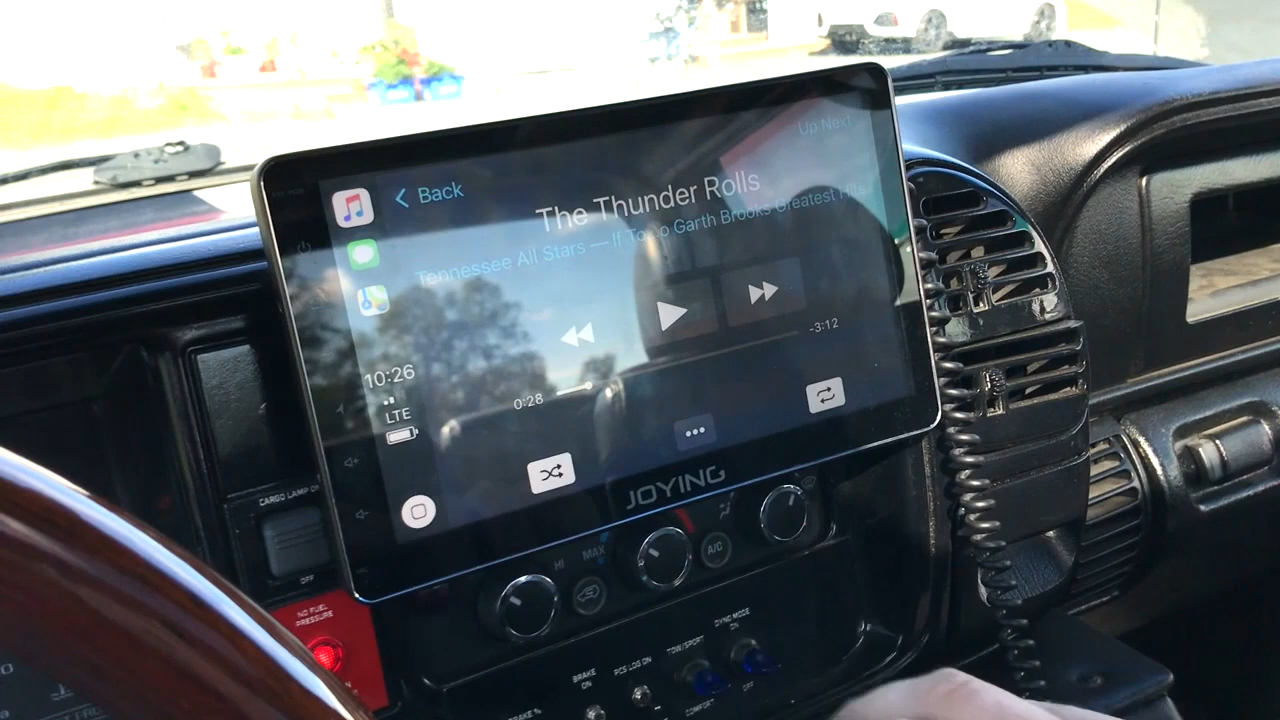 Up Next
Back
The Thunder Rolls
Tennessee All Stars — If To o Garth Brooks Greatest Hits
-3:12
10:26
LTE
0:28
JOYING
CARGO LAMP ON
OFF
HI
MAX
A/C
NO FUEL
PRESSURE
DYNO MODE
ON
TOW/SPORT
PCS LOG ON
BRAKE
ON
OFF
COMFORT
BRAKE %